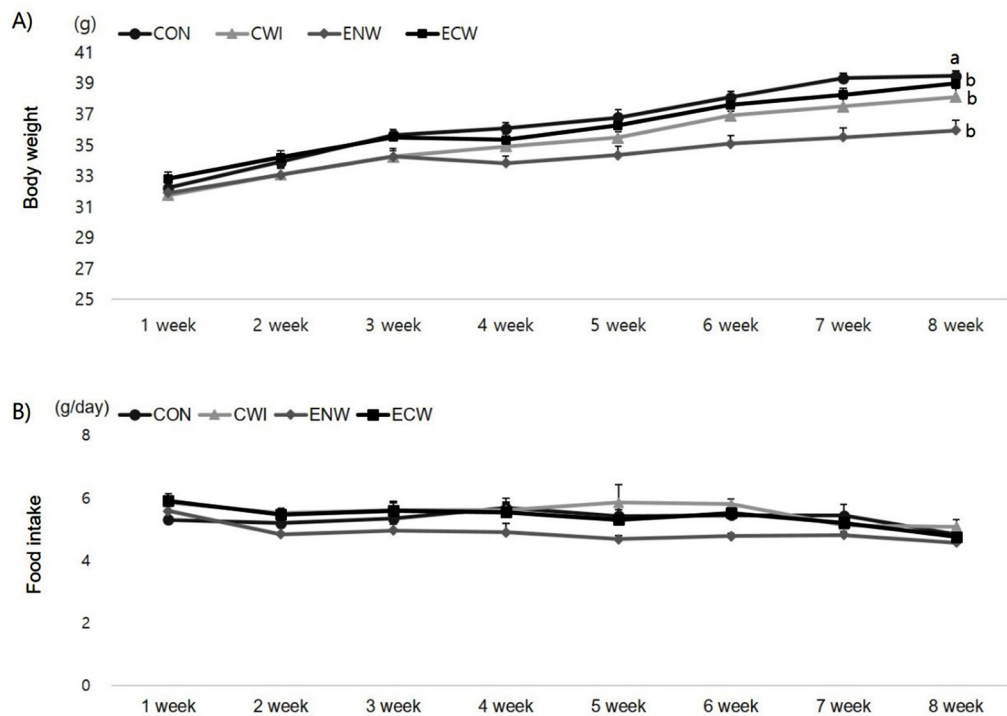 A)
(g)
CON CWI ENW ECW
41
39
37
35
33
31
29
27
25
Body weight
a
b
b
b
1 week 2 week 3 week 4 week 5 week 6 week 7 week 8 week
B)
(g/day)
CON CWI ENW ECW
8
6
4
2
0
Food intake
1 week 2 week 3 week 4 week 5 week 6 week 7 week 8 week